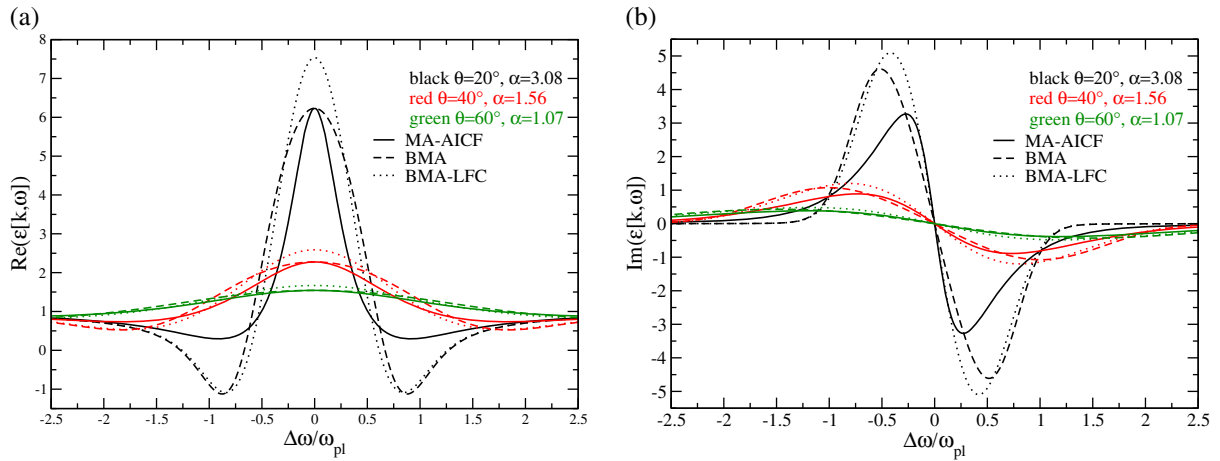 (a)
8
7
6
5
4
3
2
1
0
-1
Re(ε[k,ω])
black θ=20°, α=3.08
red θ=40°, α=1.56
green θ=60°, α=1.07
MA-AICF
BMA
BMA-LFC
-2.5 -2 -1.5 -1 -0.5 0 0.5 1 1.5 2 2.5
Δω/ω_pl
(b)
5
4
3
2
1
0
-1
-2
-3
-4
-5
Im(ε[k,ω])
black θ=20°, α=3.08
red θ=40°, α=1.56
green θ=60°, α=1.07
MA-AICF
BMA
BMA-LFC
-2.5 -2 -1.5 -1 -0.5 0 0.5 1 1.5 2 2.5
Δω/ω_pl